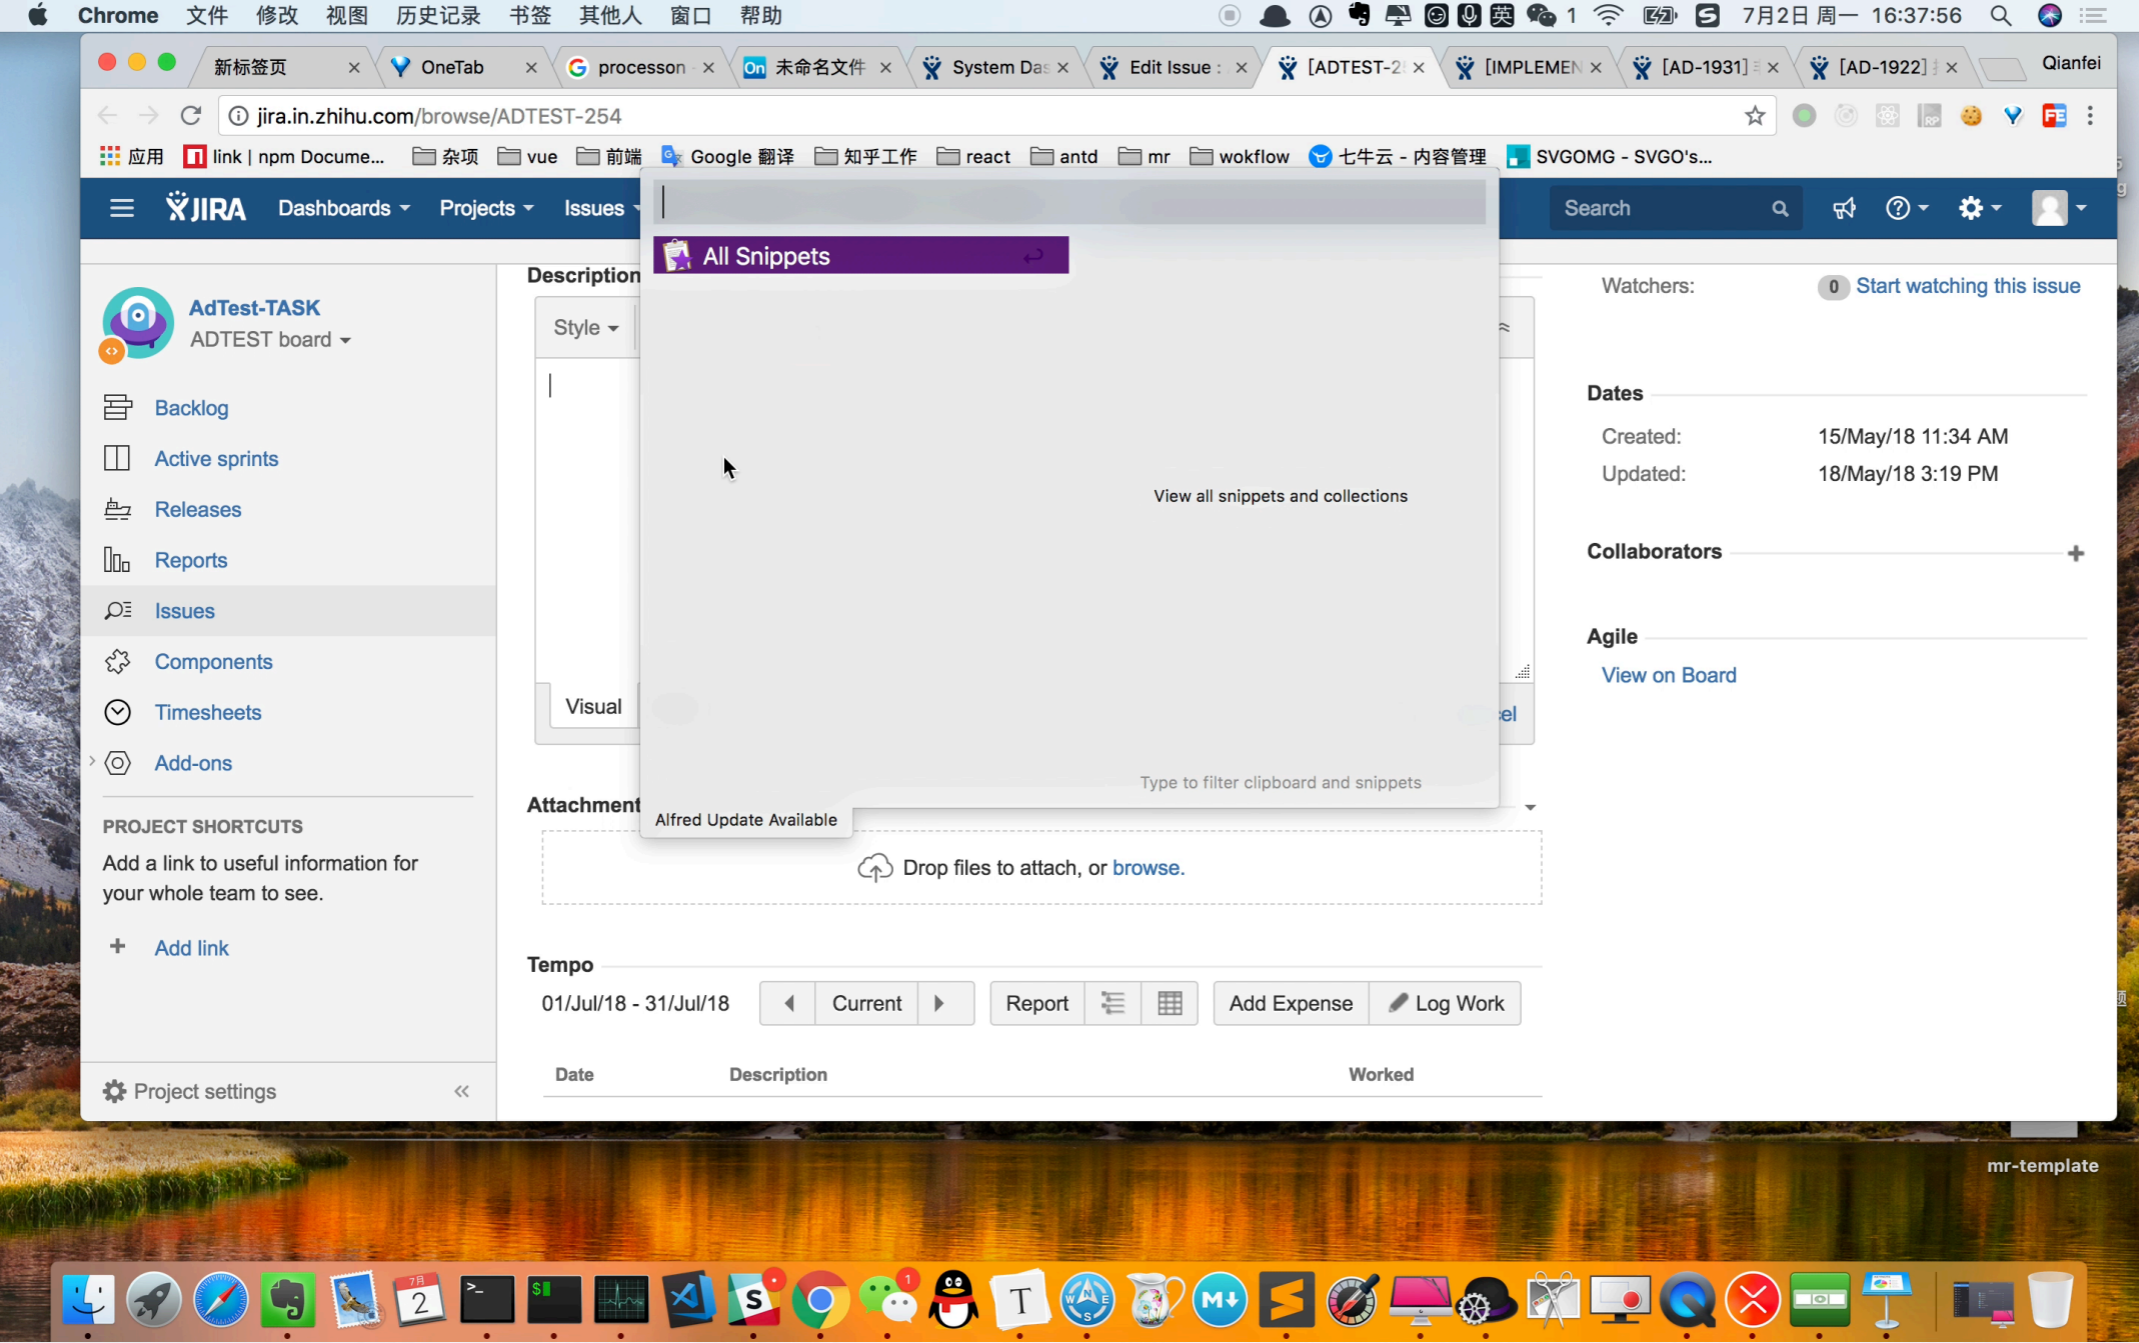 Chrome 文件 修改 视图 历史记录 书签 其他人 窗口 帮助 英 1 7月2日 周一 16:37:56
新标签页 OneTab processon On 未命名文件 System Das Edit Issue : [ADTEST-2 [IMPLEMEN [AD-1931] [AD-1922] Qianfei
jira.in.zhihu.com/browse/ADTEST-254 RP FE
应用 link | npm Docume... 杂项 vue 前端 Google 翻译 知乎工作 react antd mr wokflow 七牛云 - 内容管理 SVGOMG - SVGO's...
JIRA Dashboards Projects Issues Search
All Snippets
AdTest-TASK
ADTEST board
Backlog
Active sprints
Releases
Reports
Issues
Components
Timesheets
Add-ons
PROJECT SHORTCUTS
Add a link to useful information for
your whole team to see.
Add link
Project settings
Description
Style
View all snippets and collections
Visual
el
Type to filter clipboard and snippets
Alfred Update Available
Attachment
Drop files to attach, or browse.
Tempo
01/Jul/18 - 31/Jul/18 Current Report Add Expense Log Work
Date Description Worked
Watchers: 0 Start watching this issue
Dates
Created: 15/May/18 11:34 AM
Updated: 18/May/18 3:19 PM
Collaborators
Agile
View on Board
mr-template
7月
2
$
S
1
T
M